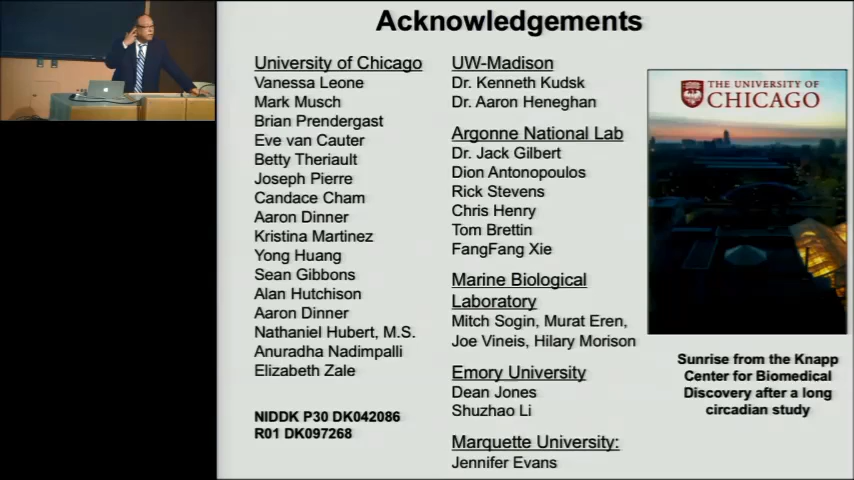 Acknowledgements
University of Chicago
Vanessa Leone
Mark Musch
Brian Prendergast
Eve van Cauter
Betty Theriault
Joseph Pierre
Candace Cham
Aaron Dinner
Kristina Martinez
Yong Huang
Sean Gibbons
Alan Hutchison
Aaron Dinner
Nathaniel Hubert, M.S.
Anuradha Nadimpalli
Elizabeth Zale
NIDDK P30 DK042086
R01 DK097268
UW-Madison
Dr. Kenneth Kudsk
Dr. Aaron Heneghan
Argonne National Lab
Dr. Jack Gilbert
Dion Antonopoulos
Rick Stevens
Chris Henry
Tom Brettin
FangFang Xie
Marine Biological
Laboratory
Mitch Sogin, Murat Eren,
Joe Vineis, Hilary Morison
Emory University
Dean Jones
Shuzhao Li
Marquette University:
Jennifer Evans
THE UNIVERSITY OF
CHICAGO
Sunrise from the Knapp
Center for Biomedical
Discovery after a long
circadian study